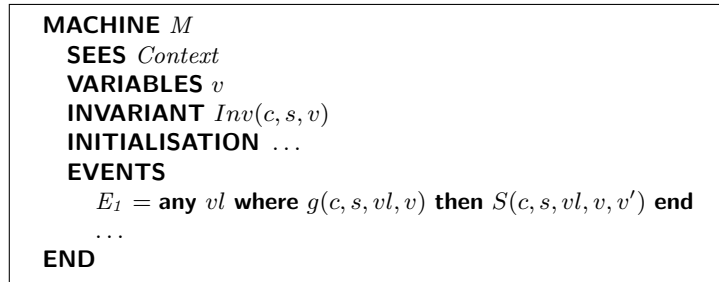 MACHINE M
SEES Context
VARIABLES v
INVARIANT Inv(c, s, v)
INITIALISATION ...
EVENTS
E₁ = any vl where g(c, s, vl, v) then S(c, s, vl, v, v′) end
...
END